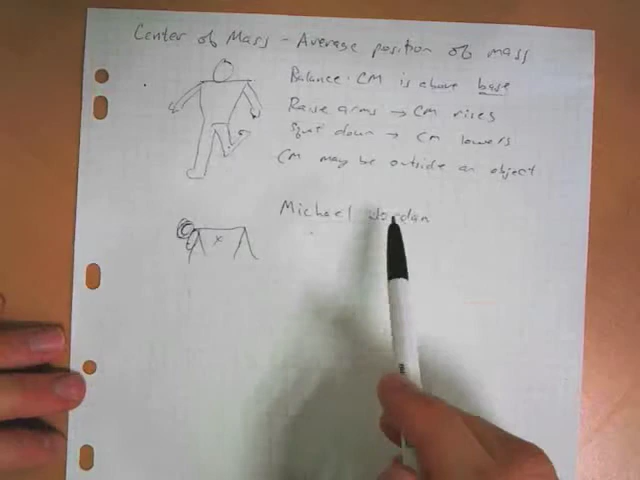 Center of Mass - Average position of mass
Balance: CM is above base
Raise arms → CM rises
Squt down → CM lowers
CM may be outside an object
Michael Jordan
x